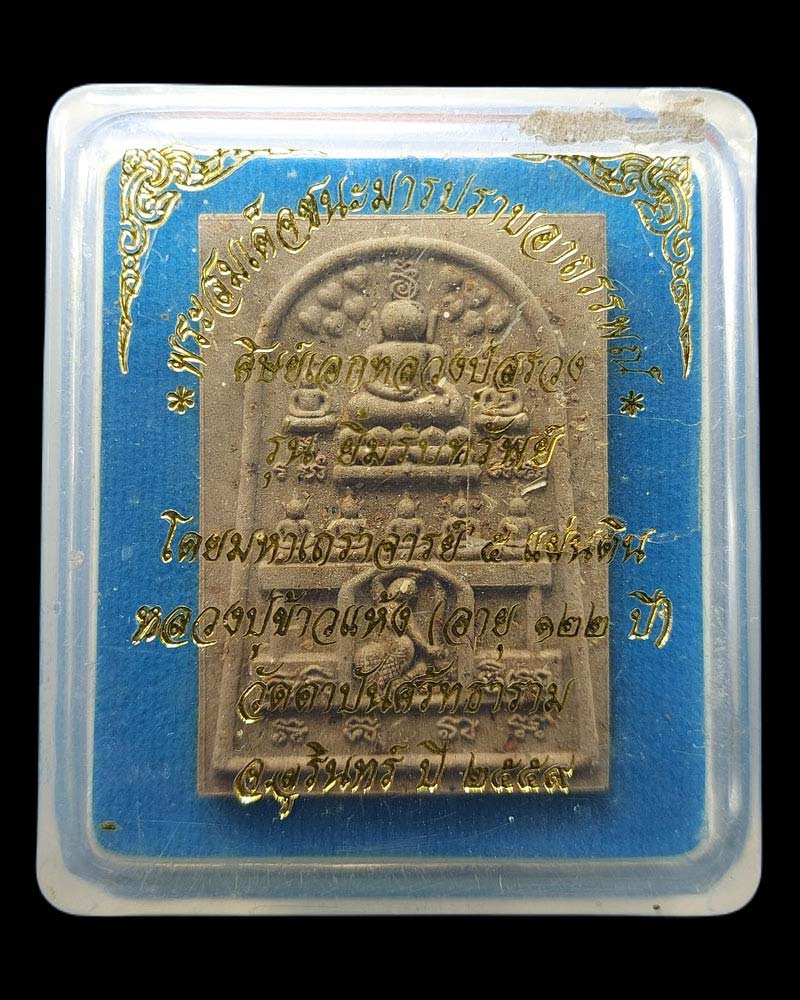 * พระสมเด็จชนะมารปราบอาถรรพณ์ *
ศิษย์เอกหลวงปู่สรวง
รุ่น ยิ้มรับทรัพย์
โดยมหาเถราจารย์ ๕ แผ่นดิน
หลวงปู่ข้าวแห้ง (อายุ ๑๒๒ ปี)
วัดตาปันศรัทธาราม
จ.สุรินทร์ ปี ๒๕๕๙